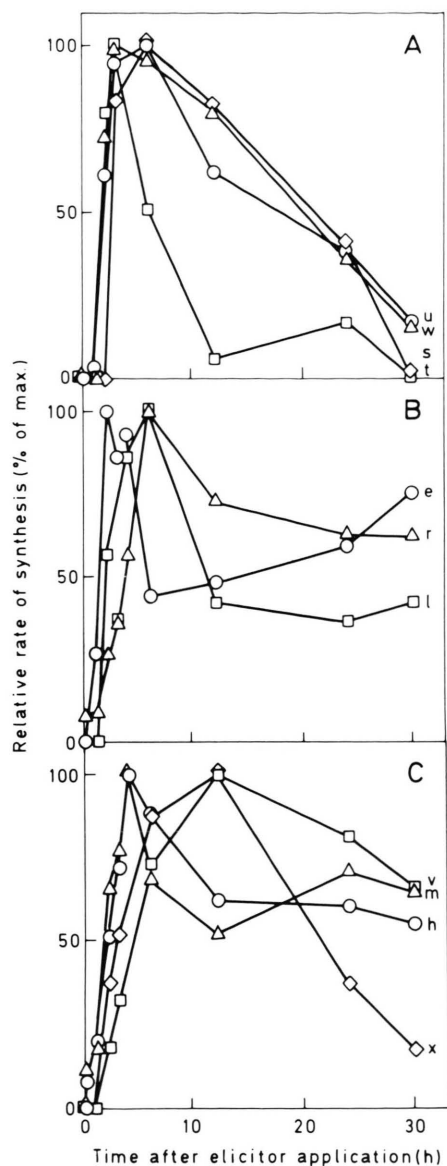 Relative rate of synthesis (% of max.)
A
100
50
0
u
w
s
t
B
100
50
0
e
r
l
C
100
50
0
v
m
h
x
0 10 20 30
Time after elicitor application (h)